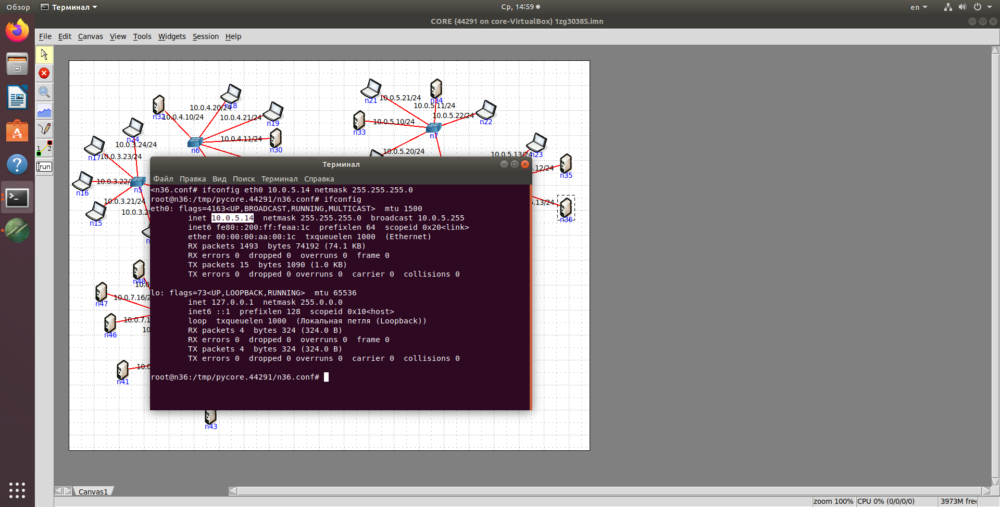 Обзор
Терминал
Ср, 14:59
en
CORE (44291 on core-VirtualBox) 1zg30385.imn
File Edit Canvas View Tools Widgets Session Help
n18
10.0.4.20/24
n32
10.0.4.10/24
10.0.4.21/24
n19
n24
10.0.3.24/24
10.0.4.11/24
n30
n6
n17
10.0.3.23/24
n16
10.0.3.22/
n5
10.0.3.21/24
n15
10.0.3.2
n21
10.0.5.21/24
n34
10.0.5.11/24
10.0.5.22/24
n22
n33
10.0.5.10/24
n7
10.0.5.20/24
10.0.5.13/24
n23
.12/24
n35
5.13/24
n36
n48
10.0
n47
10.0.7.16/2
n46
10.0.7.1
10
n41
10.0
n43
Терминал
Файл Правка Вид Поиск Терминал Справка
<n36.conf# ifconfig eth0 10.0.5.14 netmask 255.255.255.0
root@n36:/tmp/pycore.44291/n36.conf# ifconfig
eth0: flags=4163<UP,BROADCAST,RUNNING,MULTICAST>  mtu 1500
inet 10.0.5.14  netmask 255.255.255.0  broadcast 10.0.5.255
inet6 fe80::200:ff:feaa:1c  prefixlen 64  scopeid 0x20<link>
ether 00:00:00:aa:00:1c  txqueuelen 1000  (Ethernet)
RX packets 1493  bytes 74192 (74.1 KB)
RX errors 0  dropped 0  overruns 0  frame 0
TX packets 15  bytes 1090 (1.0 KB)
TX errors 0  dropped 0 overruns 0  carrier 0  collisions 0
lo: flags=73<UP,LOOPBACK,RUNNING>  mtu 65536
inet 127.0.0.1  netmask 255.0.0.0
inet6 ::1  prefixlen 128  scopeid 0x10<host>
loop  txqueuelen 1000  (Локальная петля (Loopback))
RX packets 4  bytes 324 (324.0 B)
RX errors 0  dropped 0  overruns 0  frame 0
TX packets 4  bytes 324 (324.0 B)
TX errors 0  dropped 0 overruns 0  carrier 0  collisions 0
root@n36:/tmp/pycore.44291/n36.conf#
1 2
run
Canvas1
zoom 100%
CPU 0% (0/0/0/0)
3973M free